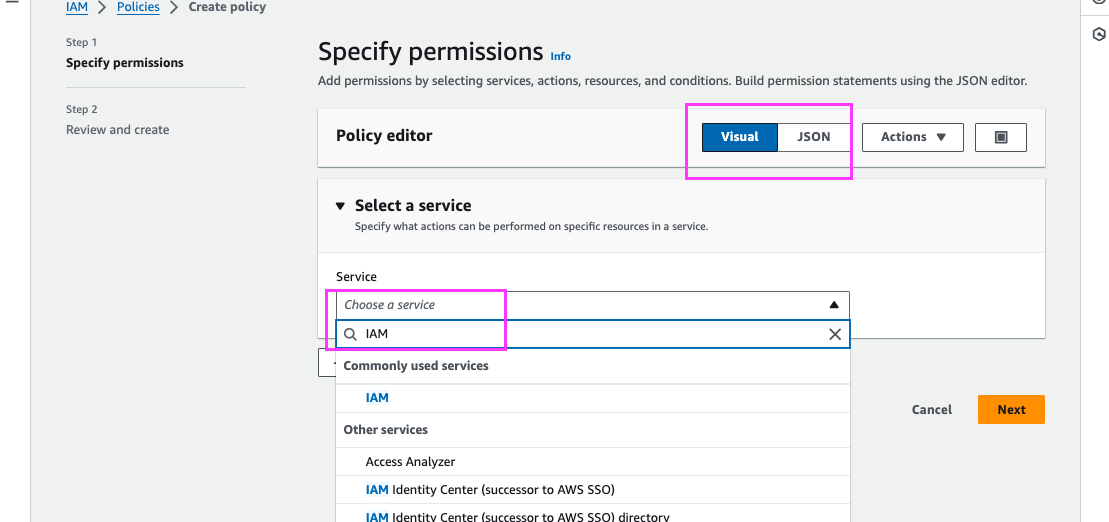 IAM > Policies > Create policy
Step 1
Specify permissions
Step 2
Review and create
Specify permissions Info
Add permissions by selecting services, actions, resources, and conditions. Build permission statements using the JSON editor.
Policy editor
Visual JSON Actions
Select a service
Specify what actions can be performed on specific resources in a service.
Service
Choose a service
IAM
Commonly used services
IAM
Cancel Next
Other services
Access Analyzer
IAM Identity Center (successor to AWS SSO)
IAM Identity Center (successor to AWS SSO) directory